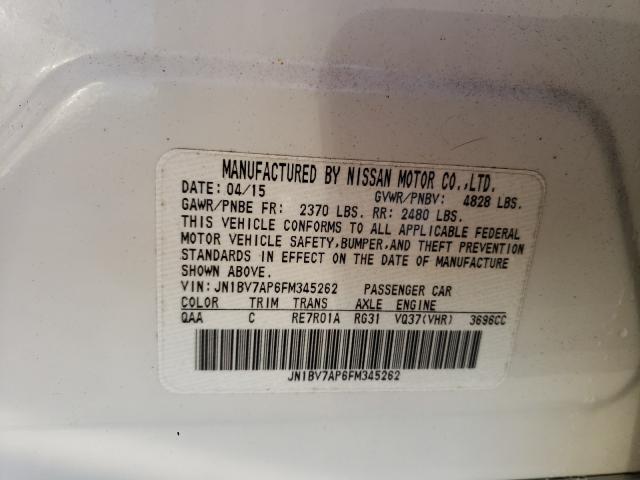 MANUFACTURED BY NISSAN MOTOR CO.,LTD.
DATE: 04/15 GVWR/PNBV: 4828 LBS.
GAWR/PNBE FR: 2370 LBS. RR: 2480 LBS.
THIS VEHICLE CONFORMS TO ALL APPLICABLE FEDERAL
MOTOR VEHICLE SAFETY,BUMPER,AND THEFT PREVENTION
STANDARDS IN EFFECT ON THE DATE OF MANUFACTURE
SHOWN ABOVE.
VIN: JN1BV7AP6FM345262 PASSENGER CAR
COLOR TRIM TRANS AXLE ENGINE
QAA C RE7R01A RG31 VQ37(VHR) 3696CC
JN1BV7AP6FM345262